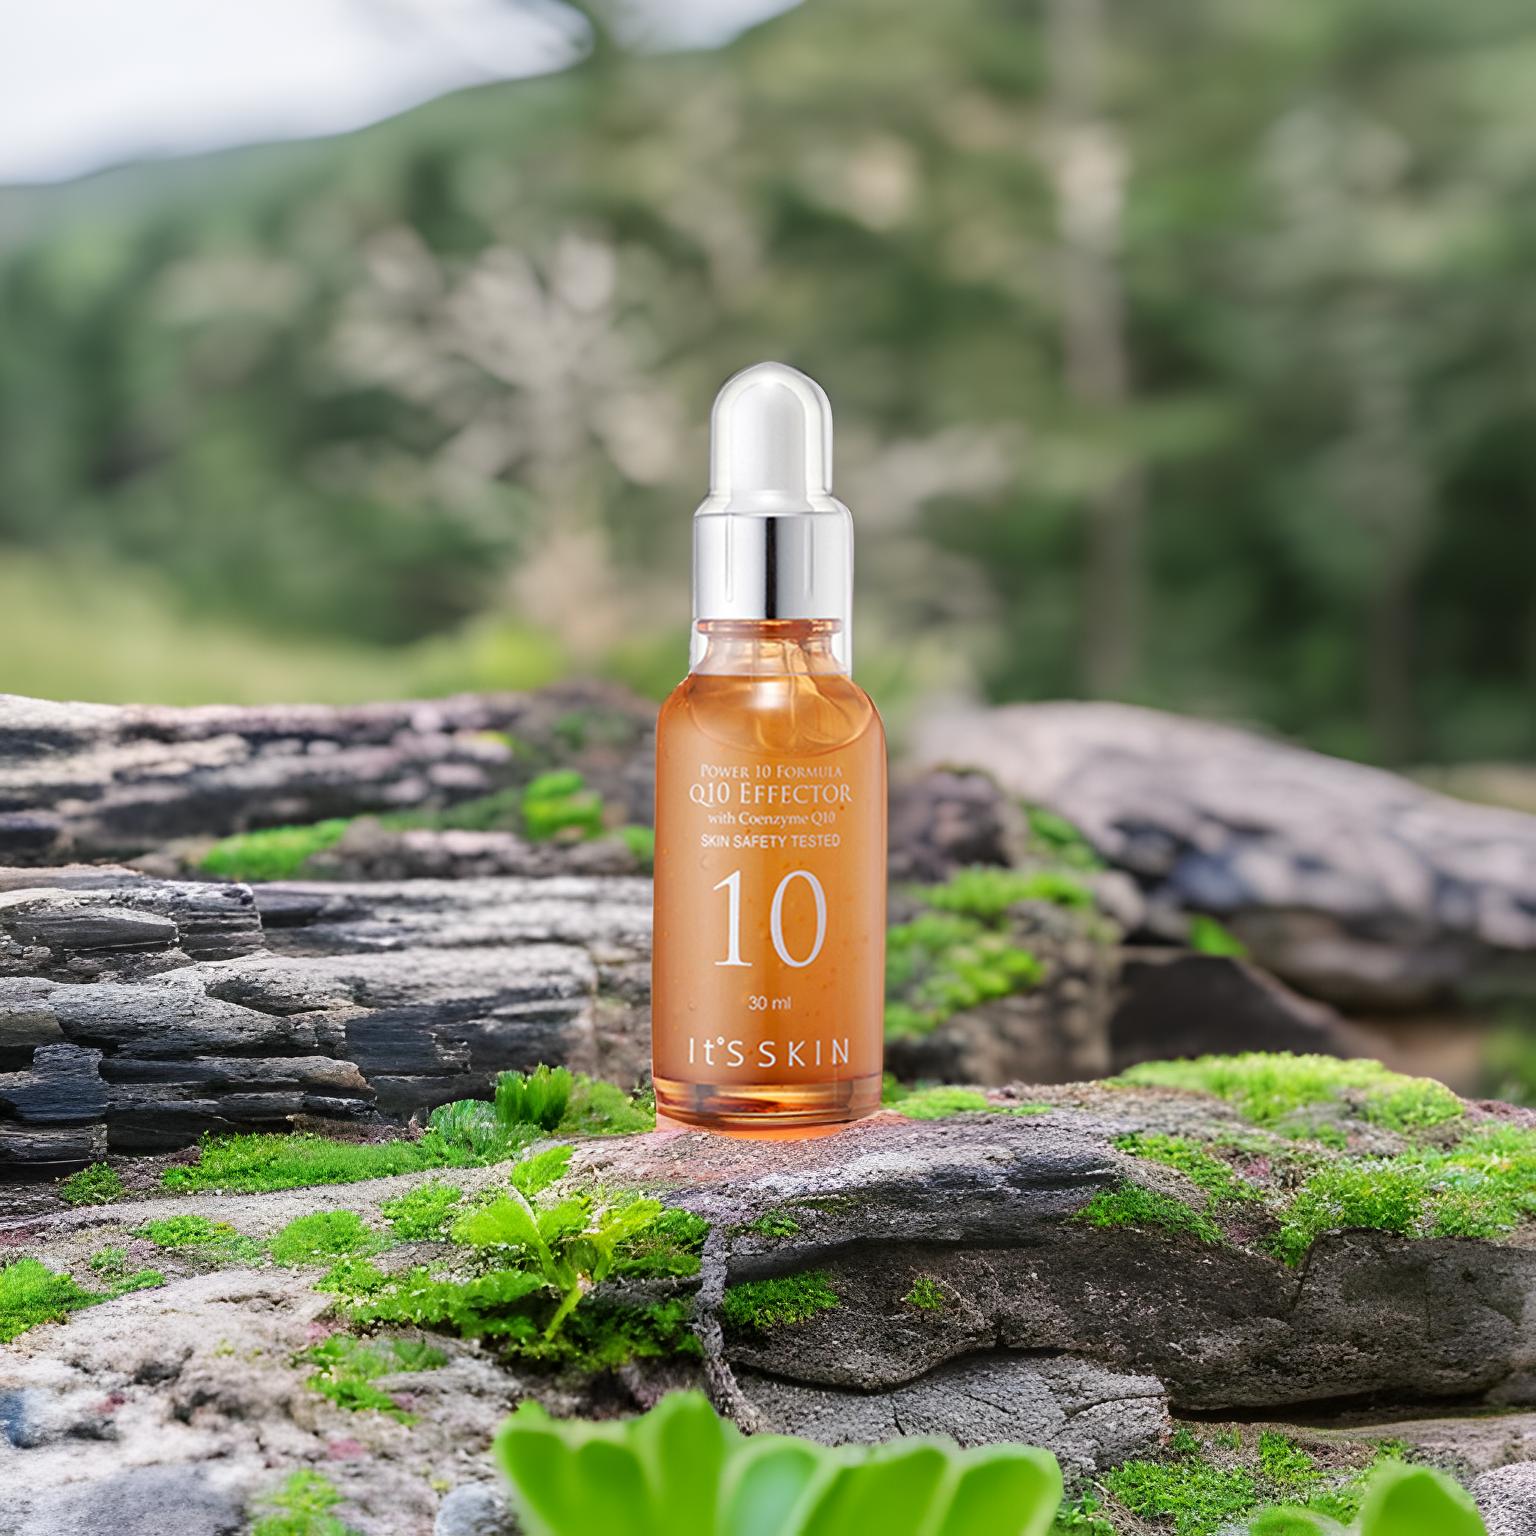 POWER 10 FORMULA
Q10 EFFECTOR
with Coenzyme Q10
SKIN SAFETY TESTED
10
30 ml
It'S SKIN